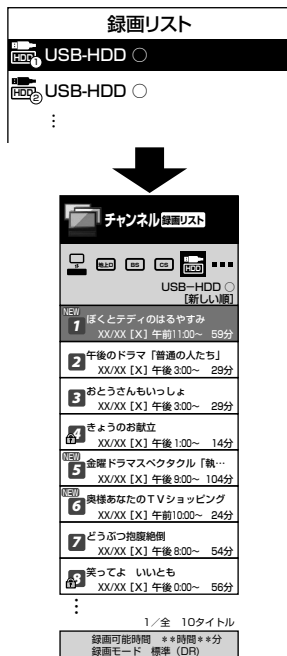 録画リスト
HDD 1 USB-HDD ○
HDD 2 USB-HDD ○
⋮
チャンネル 録画リスト
地上D BS CS HDD ▪▪▪
USB-HDD ○
[新しい順]
NEW
1 ぼくとテディのはるやすみ
XX/XX [X] 午前11:00~ 59分
2 午後のドラマ「普通の人たち」
XX/XX [X] 午後 3:00~ 29分
3 おとうさんもいっしょ
XX/XX [X] 午後 3:00~ 29分
4 きょうのお献立
XX/XX [X] 午後 1:00~ 14分
NEW
5 金曜ドラマスペクタクル「執…
XX/XX [X] 午後 9:00~ 104分
NEW
6 奥様あなたのTVショッピング
XX/XX [X] 午前10:00~ 24分
7 どうぶつ抱腹絶倒
XX/XX [X] 午後 8:00~ 54分
8 笑ってよ いいとも
XX/XX [X] 午後 0:00~ 56分
⋮
1/全 10タイトル
録画可能時間 **時間**分
録画モード 標準(DR)